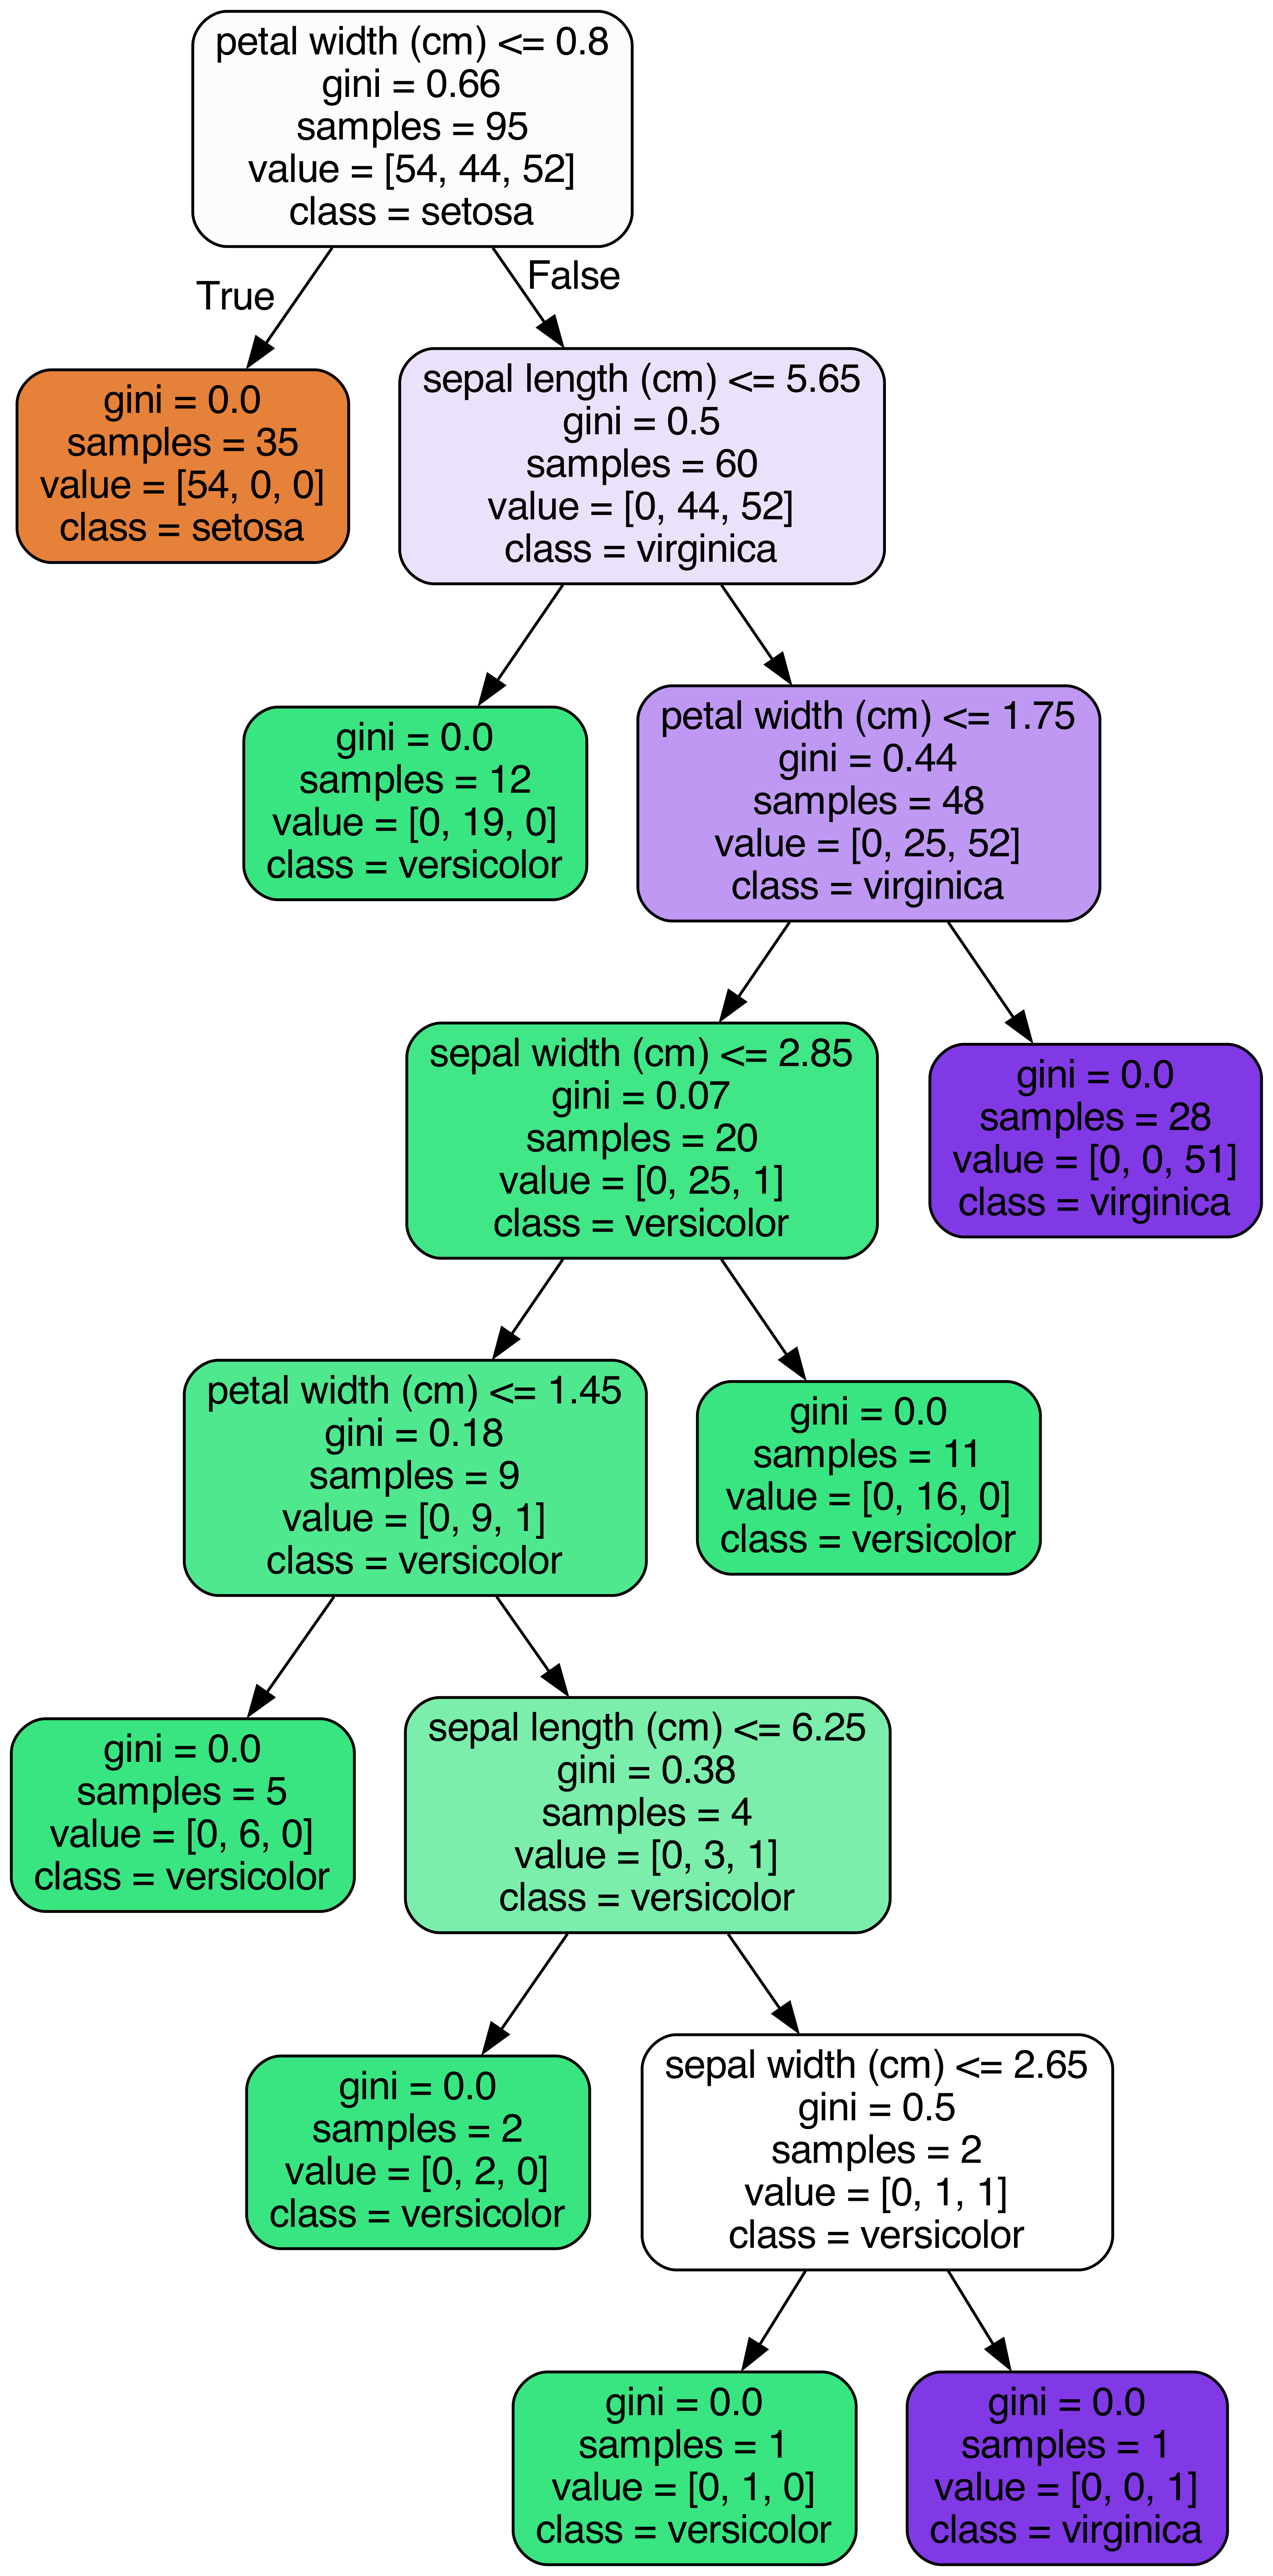 petal width (cm) <= 0.8
gini = 0.66
samples = 95
value = [54, 44, 52]
class = setosa
True
False
gini = 0.0
samples = 35
value = [54, 0, 0]
class = setosa
sepal length (cm) <= 5.65
gini = 0.5
samples = 60
value = [0, 44, 52]
class = virginica
gini = 0.0
samples = 12
value = [0, 19, 0]
class = versicolor
petal width (cm) <= 1.75
gini = 0.44
samples = 48
value = [0, 25, 52]
class = virginica
sepal width (cm) <= 2.85
gini = 0.07
samples = 20
value = [0, 25, 1]
class = versicolor
gini = 0.0
samples = 28
value = [0, 0, 51]
class = virginica
petal width (cm) <= 1.45
gini = 0.18
samples = 9
value = [0, 9, 1]
class = versicolor
gini = 0.0
samples = 11
value = [0, 16, 0]
class = versicolor
gini = 0.0
samples = 5
value = [0, 6, 0]
class = versicolor
sepal length (cm) <= 6.25
gini = 0.38
samples = 4
value = [0, 3, 1]
class = versicolor
gini = 0.0
samples = 2
value = [0, 2, 0]
class = versicolor
sepal width (cm) <= 2.65
gini = 0.5
samples = 2
value = [0, 1, 1]
class = versicolor
gini = 0.0
samples = 1
value = [0, 1, 0]
class = versicolor
gini = 0.0
samples = 1
value = [0, 0, 1]
class = virginica